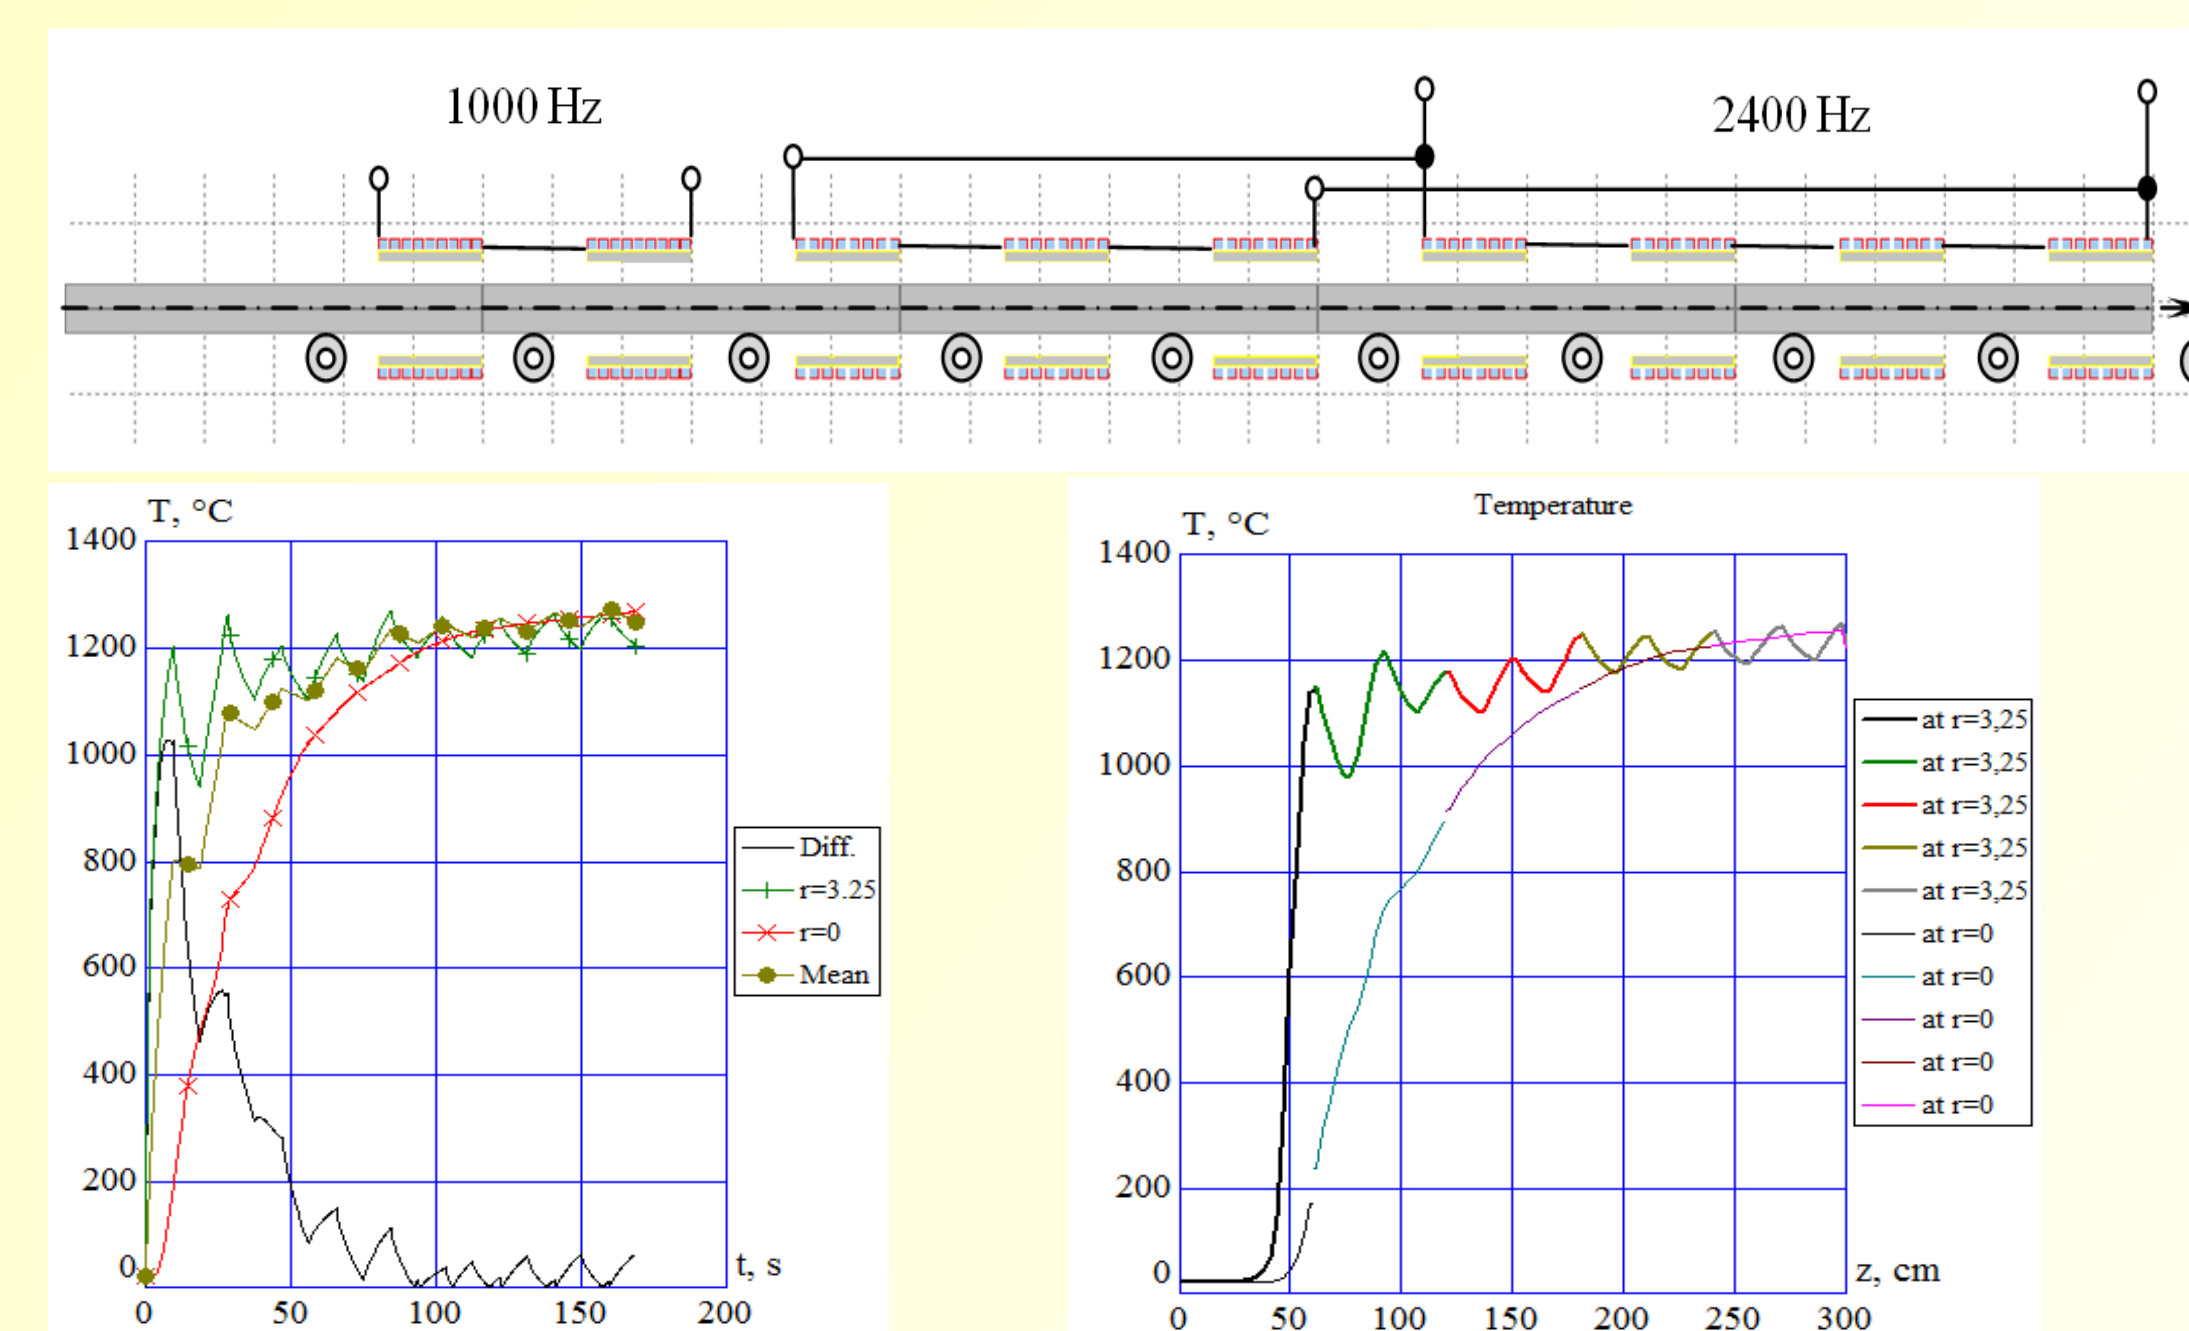 1000 Hz
2400 Hz
T, °C
1400
1200
1000
800
600
400
200
0
0 50 100 150 200
t, s
Diff.
r=3.25
r=0
Mean
Temperature
T, °C
1400
1200
1000
800
600
400
200
0
0 50 100 150 200 250 300
z, cm
at r=3,25
at r=3,25
at r=3,25
at r=3,25
at r=3,25
at r=0
at r=0
at r=0
at r=0
at r=0